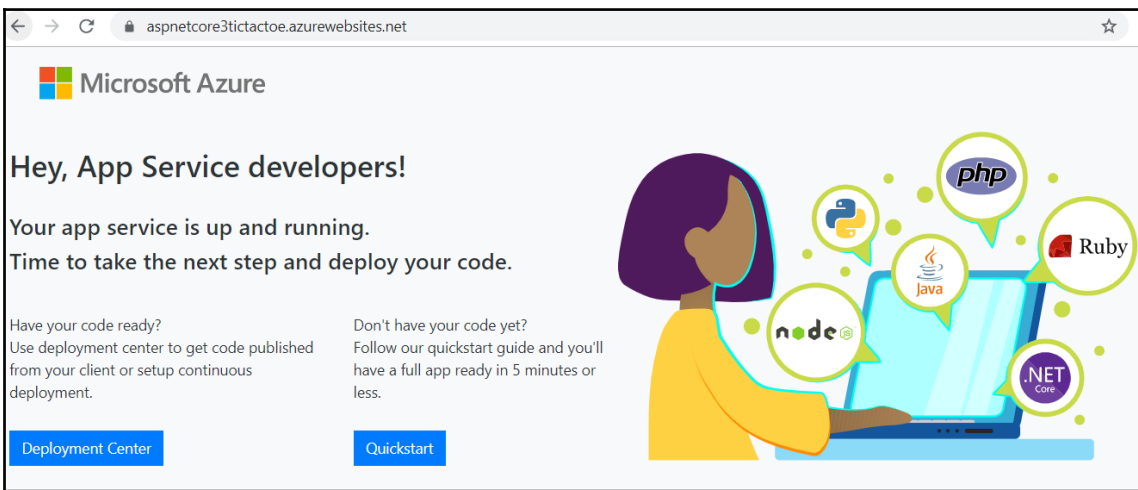 aspnetcore3tictactoe.azurewebsites.net
Microsoft Azure
Hey, App Service developers!
Your app service is up and running.
Time to take the next step and deploy your code.
Have your code ready?
Use deployment center to get code published
from your client or setup continuous
deployment.
Deployment Center
Don't have your code yet?
Follow our quickstart guide and you'll
have a full app ready in 5 minutes or
less.
Quickstart
php
Ruby
Java
node
JS
.NET
Core